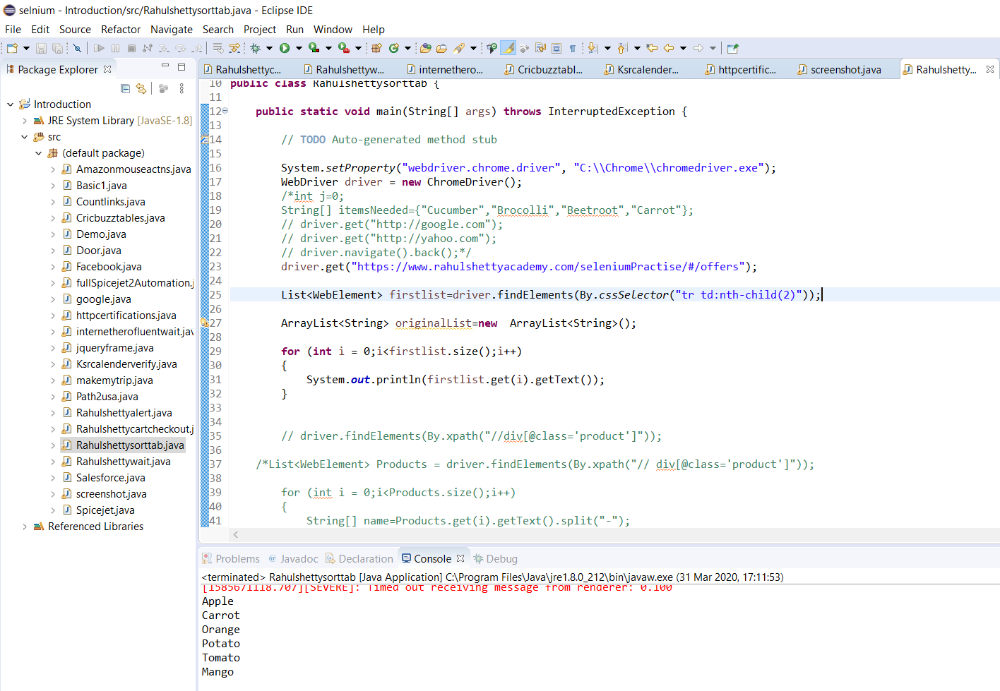 selnium - Introduction/src/Rahulshettysorttab.java - Eclipse IDE
File Edit Source Refactor Navigate Search Project Run Window Help
Package Explorer
Introduction
JRE System Library [JavaSE-1.8]
src
(default package)
Amazonmouseactns.java
Basic1.java
Countlinks.java
Cricbuzztables.java
Demo.java
Door.java
Facebook.java
fullSpicejet2Automation.j
google.java
httpcertifications.java
internetherofluentwait.jav
jqueryframe.java
Ksrcalenderverify.java
makemytrip.java
Path2usa.java
Rahulshettyalert.java
Rahulshettycartcheckout.j
Rahulshettysorttab.java
Rahulshettywait.java
Salesforce.java
screenshot.java
Spicejet.java
Referenced Libraries
Rahulshettyc... Rahulshettyw... internethero... Cricbuzztabl... Ksrcalender... httpcertific... screenshot.java Rahulshetty...
10 public class Rahulshettysorttab {
11
12 public static void main(String[] args) throws InterruptedException {
13
14 // TODO Auto-generated method stub
15
16 System.setProperty("webdriver.chrome.driver", "C:\\Chrome\\chromedriver.exe");
17 WebDriver driver = new ChromeDriver();
18 /*int j=0;
19 String[] itemsNeeded={"Cucumber","Brocolli","Beetroot","Carrot"};
20 // driver.get("http://google.com");
21 // driver.get("http://yahoo.com");
22 // driver.navigate().back();*/
23 driver.get("https://www.rahulshettyacademy.com/seleniumPractise/#/offers");
24
25 List<WebElement> firstlist=driver.findElements(By.cssSelector("tr td:nth-child(2)"));
26
27 ArrayList<String> originalList=new  ArrayList<String>();
28
29 for (int i = 0;i<firstlist.size();i++)
30 {
31 System.out.println(firstlist.get(i).getText());
32 }
33
34
35 // driver.findElements(By.xpath("//div[@class='product']"));
36
37 /*List<WebElement> Products = driver.findElements(By.xpath("// div[@class='product']"));
38
39 for (int i = 0;i<Products.size();i++)
40 {
41 String[] name=Products.get(i).getText().split("-");
Problems Javadoc Declaration Console Debug
<terminated> Rahulshettysorttab [Java Application] C:\Program Files\Java\jre1.8.0_212\bin\javaw.exe (31 Mar 2020, 17:11:53)
[1585671118.707][SEVERE]: Timed out receiving message from renderer: 0.100
Apple
Carrot
Orange
Potato
Tomato
Mango